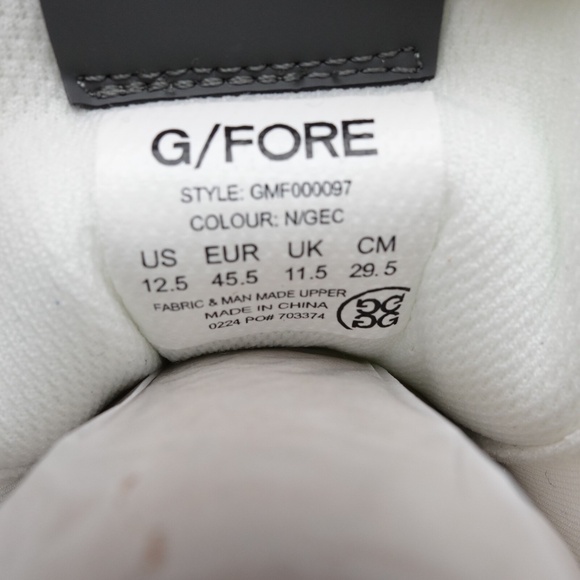 G/FORE
STYLE: GMF000097
COLOUR: N/GEC
US EUR UK CM
12.5 45.5 11.5 29.5
FABRIC & MAN MADE UPPER
MADE IN CHINA
0224 PO# 703374